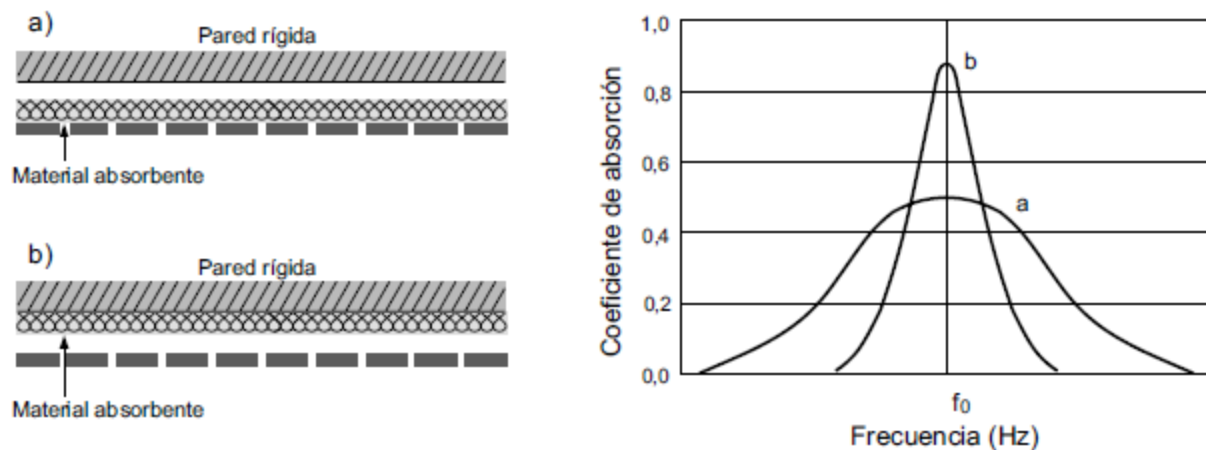 a)
Pared rígida
Material absorbente
b)
Pared rígida
Material absorbente
Coeficiente de absorción
1,0
0,8
0,6
0,4
0,2
0,0
b
a
f0
Frecuencia (Hz)